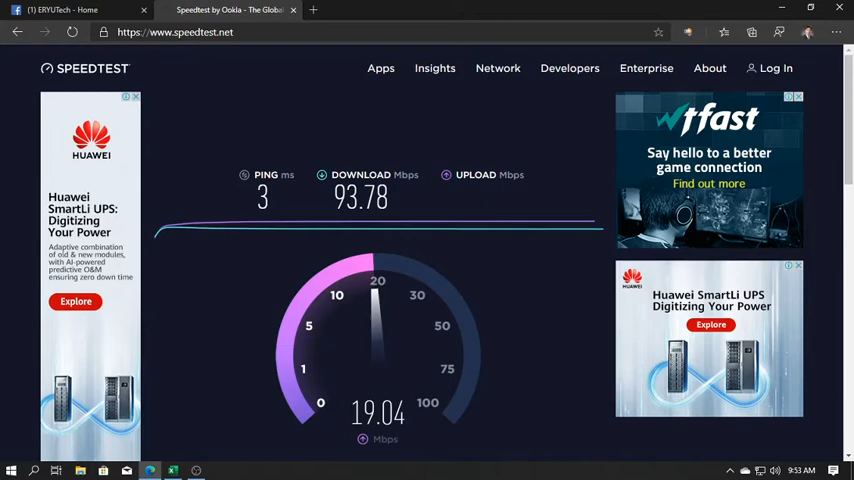 (1) ERYUTech - Home
Speedtest by Ookla - The Global
https://www.speedtest.net
SPEEDTEST
Apps
Insights
Network
Developers
Enterprise
About
Log In
HUAWEI
Huawei
SmartLi UPS:
Digitizing
Your Power
Adaptive combination
of old & new modules,
with AI-powered
predictive O&M
ensuring zero down time
Explore
PING ms
3
DOWNLOAD Mbps
93.78
UPLOAD Mbps
0
1
5
10
20
30
50
75
100
19.04
Mbps
wtfast
Say hello to a better
game connection
Find out more
HUAWEI
Huawei SmartLi UPS
Digitizing Your Power
Explore
9:53 AM